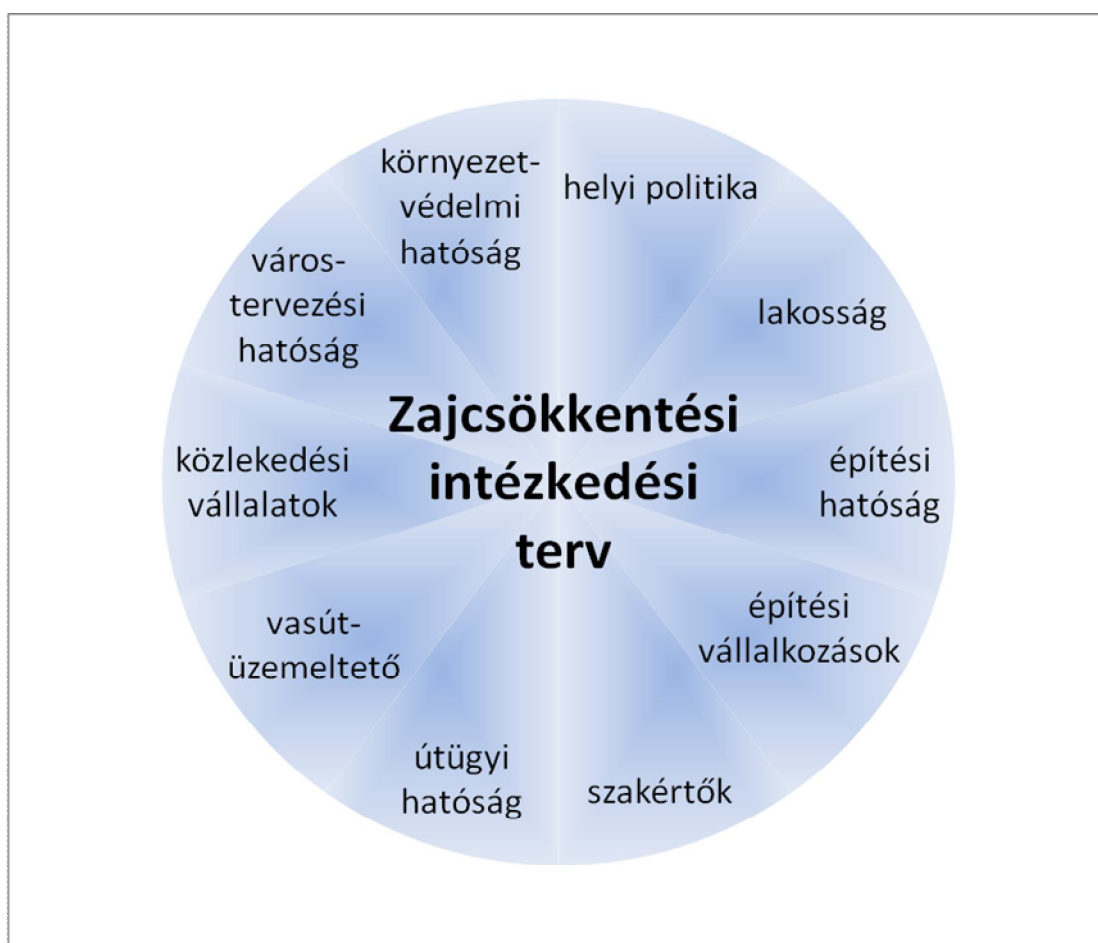 környezet-
védelmi
hatóság
helyi politika
város-
tervezési
hatóság
lakosság
Zajcsökkentési
intézkedési
terv
közlekedési
vállalatok
építési
hatóság
vasút-
üzemeltető
építési
vállalkozások
útügyi
hatóság
szakértők